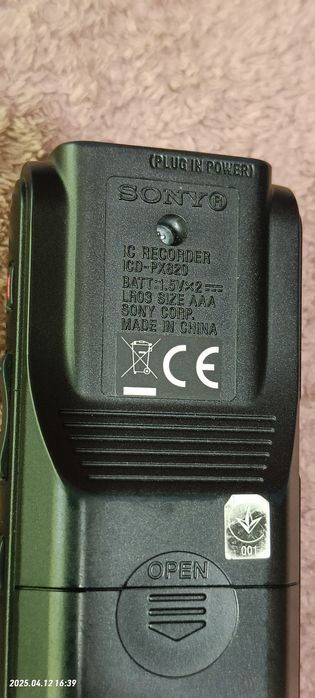 (PLUG IN POWER)
SONY®
IC RECORDER
ICD-PX820
BATT:1.5V×2⎓
LR03 SIZE AAA
SONY CORP.
MADE IN CHINA
CE
001
OPEN
2025.04.12 16:39